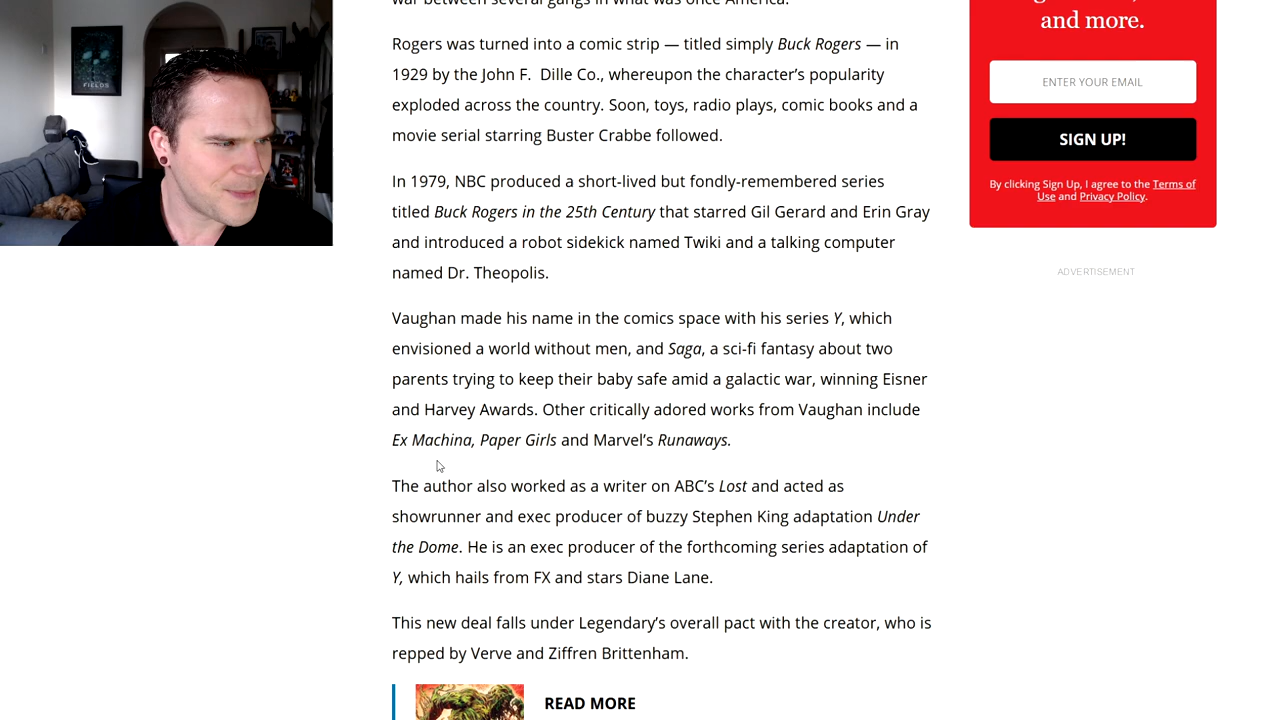 war between several gangs in what was once America.
Rogers was turned into a comic strip — titled simply Buck Rogers — in
1929 by the John F.  Dille Co., whereupon the character’s popularity
exploded across the country. Soon, toys, radio plays, comic books and a
movie serial starring Buster Crabbe followed.
In 1979, NBC produced a short-lived but fondly-remembered series
titled Buck Rogers in the 25th Century that starred Gil Gerard and Erin Gray
and introduced a robot sidekick named Twiki and a talking computer
named Dr. Theopolis.
Vaughan made his name in the comics space with his series Y, which
envisioned a world without men, and Saga, a sci-fi fantasy about two
parents trying to keep their baby safe amid a galactic war, winning Eisner
and Harvey Awards. Other critically adored works from Vaughan include
Ex Machina, Paper Girls and Marvel’s Runaways.
The author also worked as a writer on ABC’s Lost and acted as
showrunner and exec producer of buzzy Stephen King adaptation Under
the Dome. He is an exec producer of the forthcoming series adaptation of
Y, which hails from FX and stars Diane Lane.
This new deal falls under Legendary’s overall pact with the creator, who is
repped by Verve and Ziffren Brittenham.
READ MORE
and more.
ENTER YOUR EMAIL
SIGN UP!
By clicking Sign Up, I agree to the Terms of
Use and Privacy Policy.
ADVERTISEMENT
FIELDS